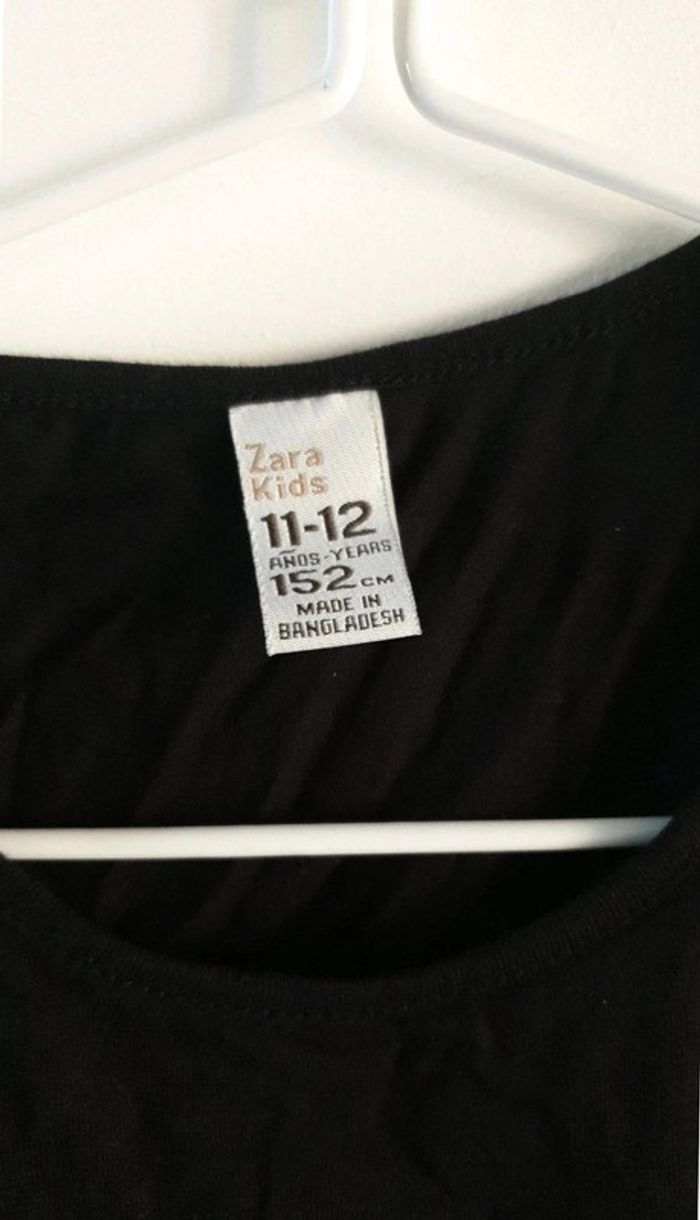 Zara
Kids
11-12
AÑOS-YEARS
152CM
MADE IN
BANGLADESH